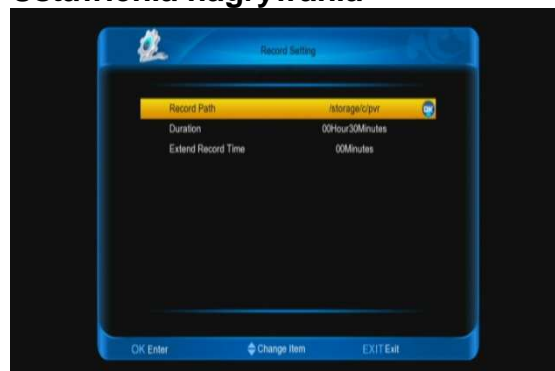 Ustawienia nagrywania
Record Setting
Record Path /storage/c/pvr OK
Duration 00Hour30Minutes
Extend Record Time 00Minutes
OK Enter Change Item EXIT Exit